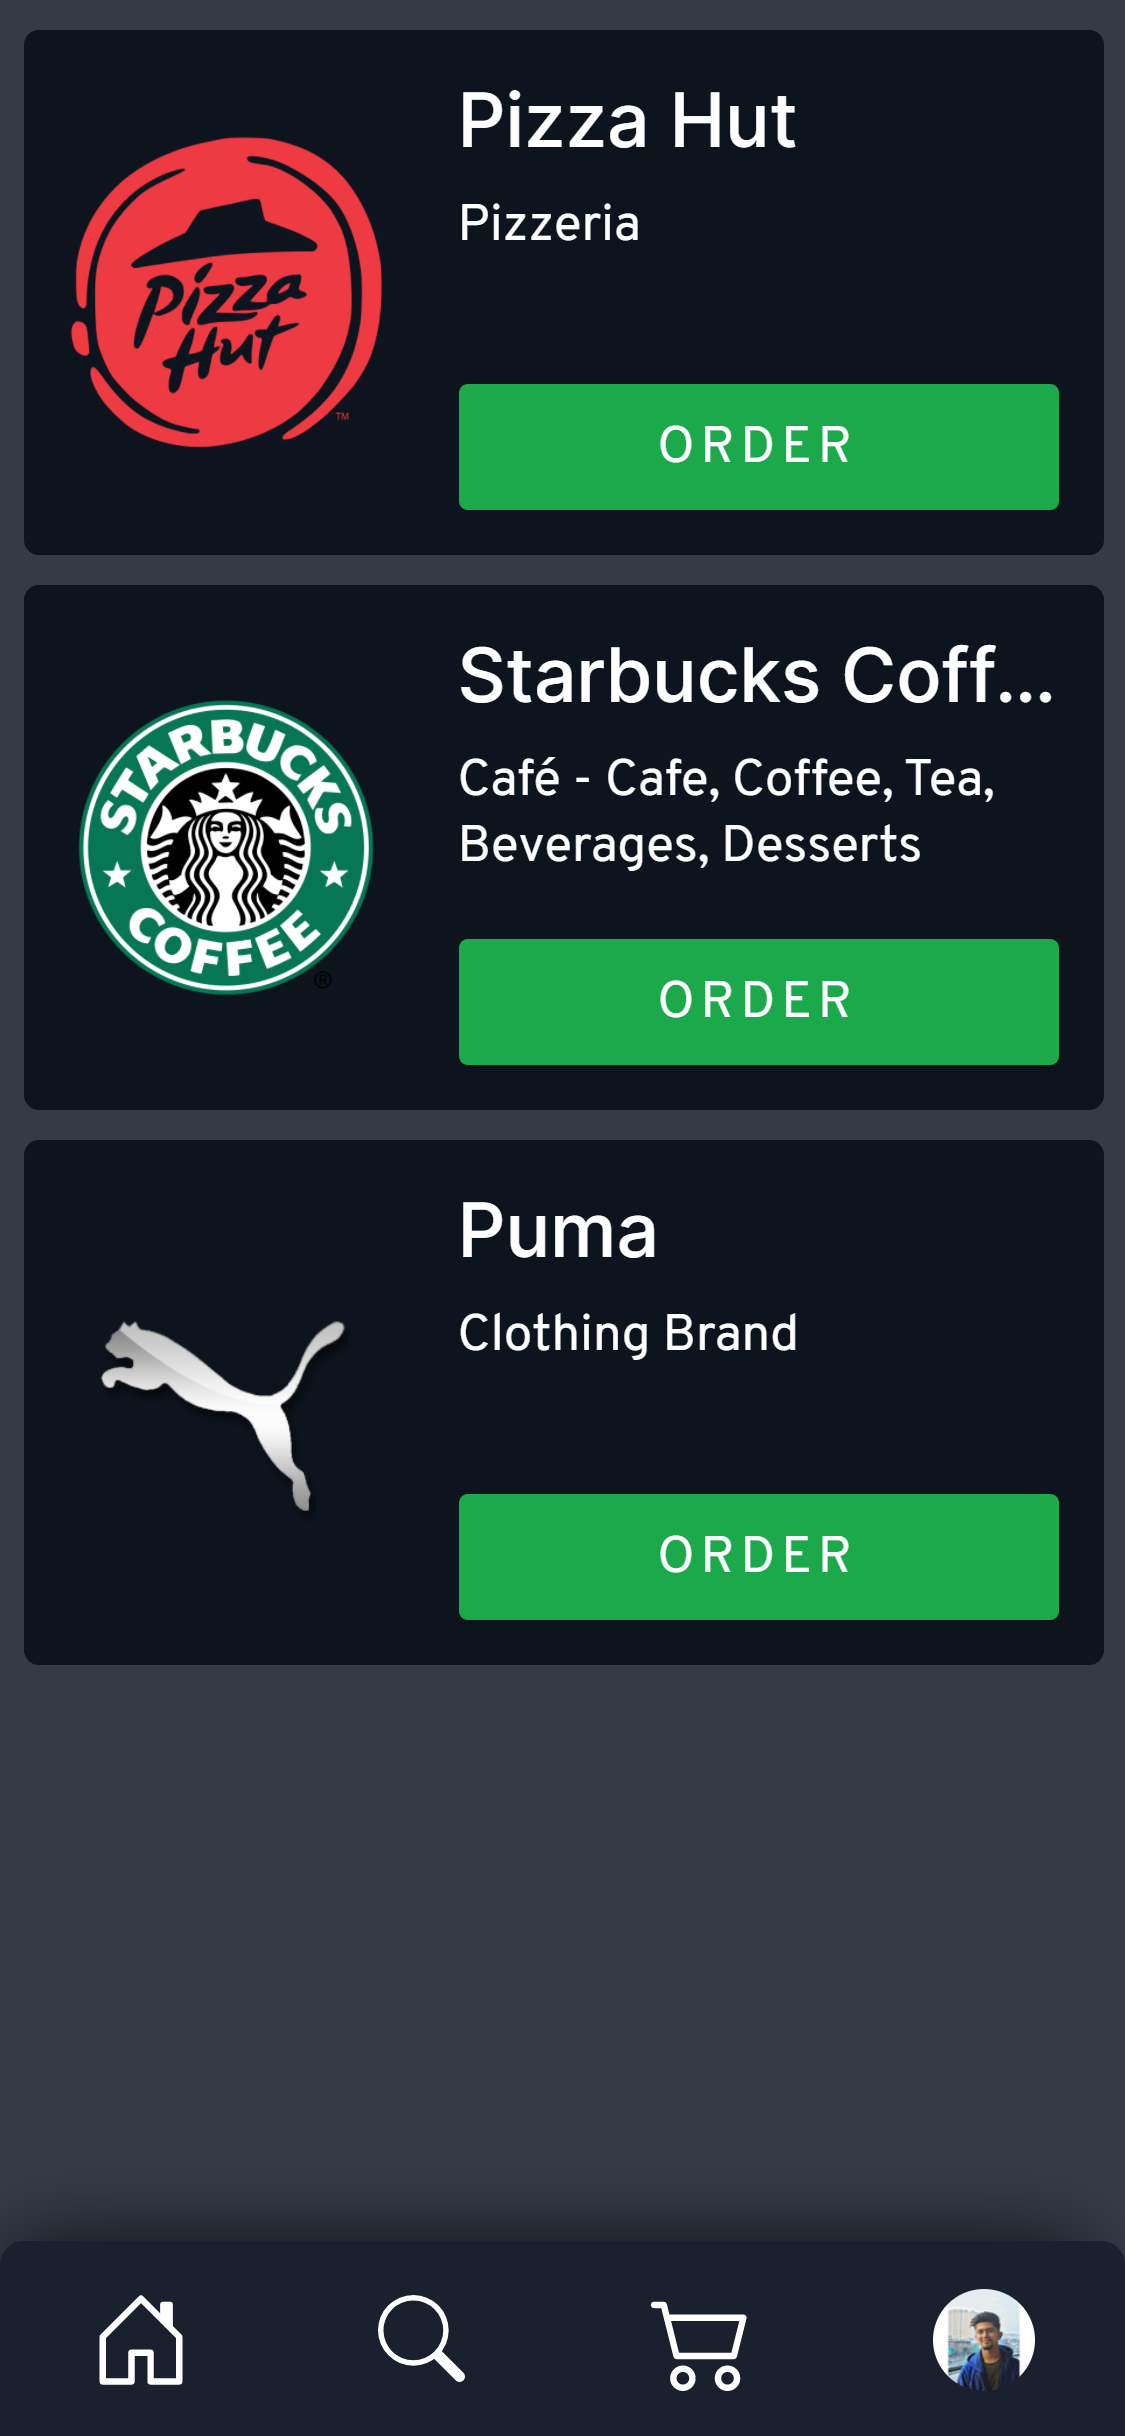 Pizza Hut
Pizzeria
Pizza
Hut
™
ORDER
Starbucks Coff...
Café - Cafe, Coffee, Tea,
Beverages, Desserts
STARBUCKS
COFFEE
®
ORDER
Puma
Clothing Brand
ORDER